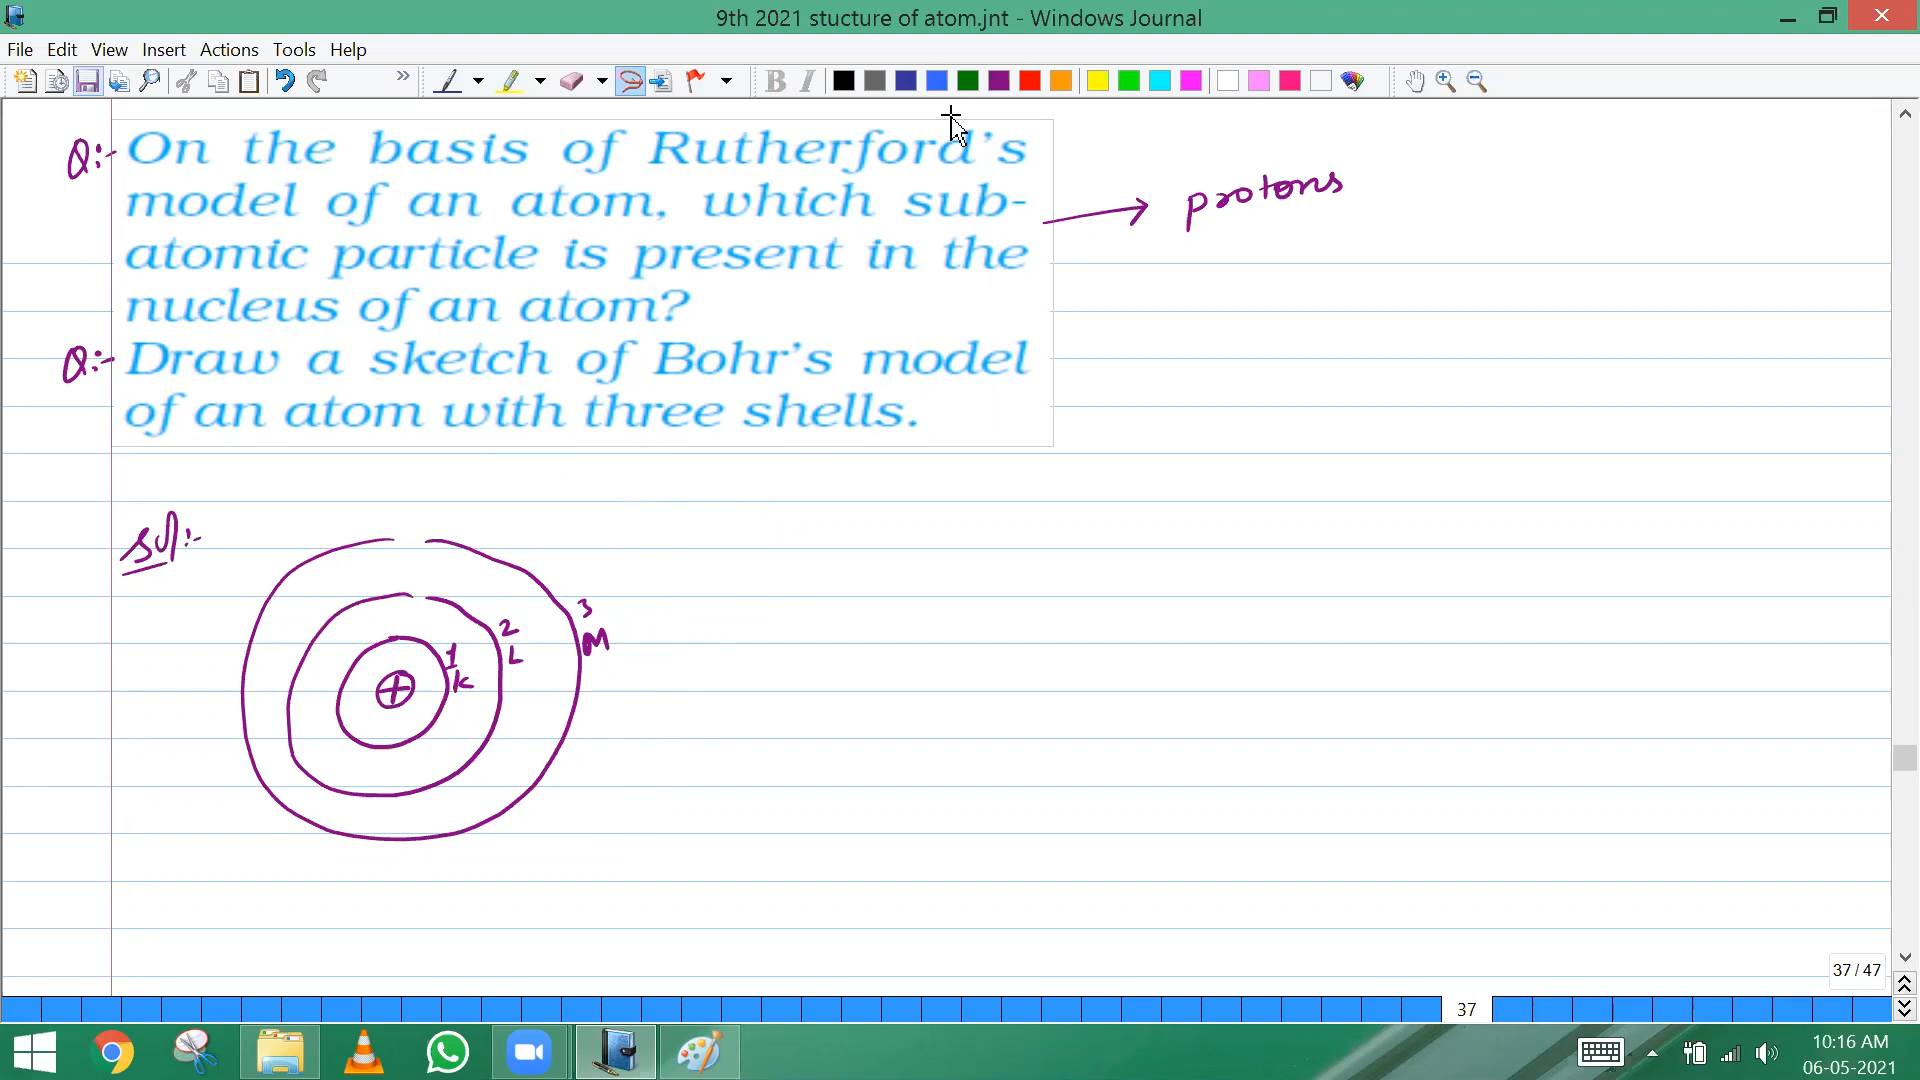 9th 2021 stucture of atom.jnt - Windows Journal
File Edit View Insert Actions Tools Help
B I
Q:- On the basis of Rutherford's
model of an atom, which sub-
atomic particle is present in the
nucleus of an atom?
→ protons
Q:- Draw a sketch of Bohr's model
of an atom with three shells.
Sol:-
3
M
2
L
1
K
+
37 / 47
37
10:16 AM
06-05-2021